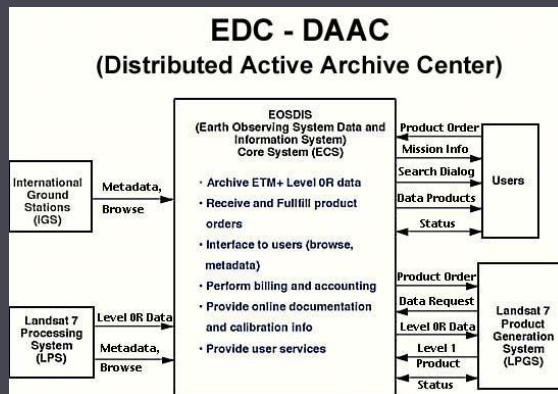 EDC - DAAC
(Distributed Active Archive Center)
EOSDIS
(Earth Observing System Data and
Information System)
Core System (ECS)
• Archive ETM+ Level 0R data
• Receive and Fullfill product
orders
• Interface to users (browse,
metadata)
• Perform billing and accounting
• Provide online documentation
and calibration info
• Provide user services
International
Ground
Stations
(IGS)
Metadata,
Browse
Landsat 7
Processing
System
(LPS)
Level 0R Data
Metadata,
Browse
Product Order
Mission Info
Search Dialog
Data Products
Status
Users
Product Order
Data Request
Level 0R Data
Level 1
Product
Status
Landsat 7
Product
Generation
System
(LPGS)